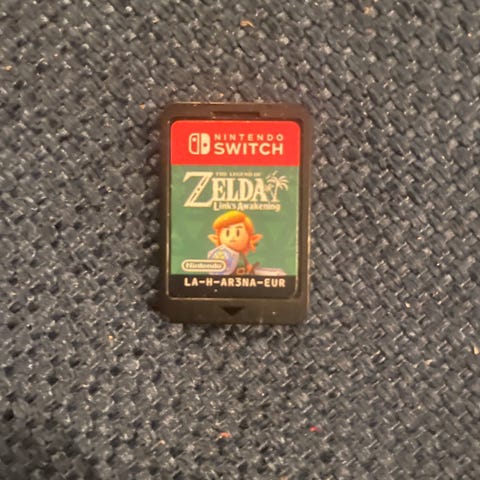 NINTENDO
SWITCH
THE LEGEND OF
ZELDA
Link's Awakening
Nintendo
LA-H-AR3NA-EUR